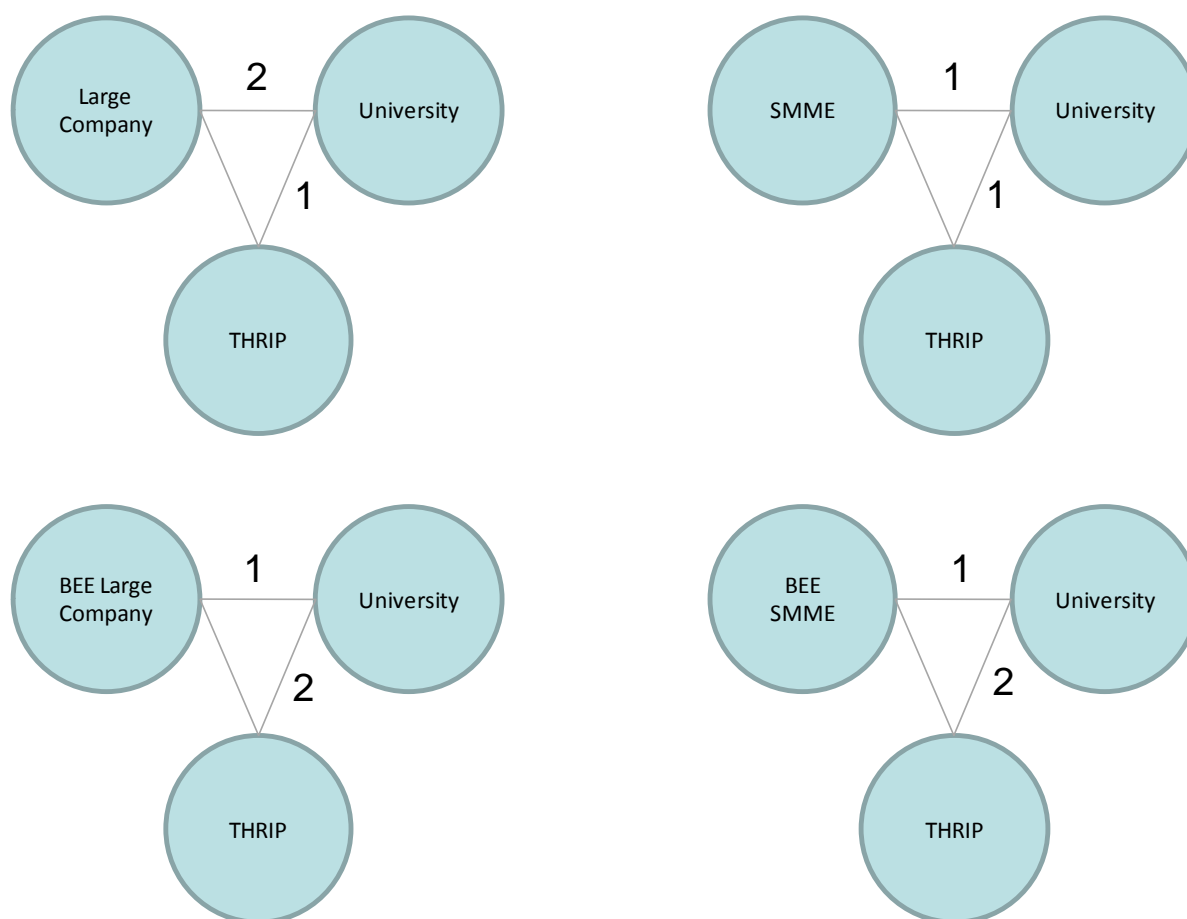 2
Large
Company
University
1
THRIP
1
SMME
University
1
THRIP
1
BEE Large
Company
University
2
THRIP
1
BEE
SMME
University
2
THRIP